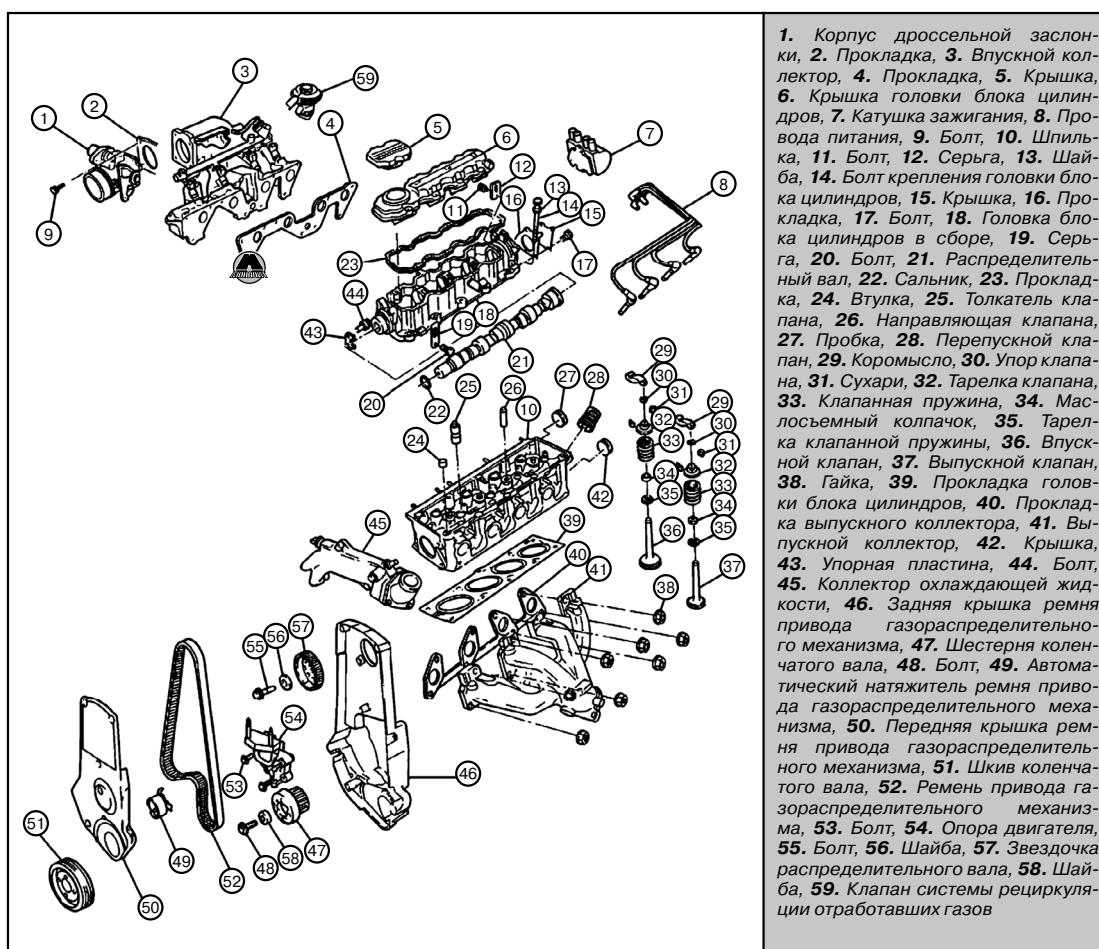 1. Корпус дроссельной заслон-
ки, 2. Прокладка, 3. Впускной кол-
лектор, 4. Прокладка, 5. Крышка,
6. Крышка головки блока цилин-
дров, 7. Катушка зажигания, 8. Про-
вода питания, 9. Болт, 10. Шпиль-
ка, 11. Болт, 12. Серьга, 13. Шай-
ба, 14. Болт крепления головки бло-
ка цилиндров, 15. Крышка, 16. Про-
кладка, 17. Болт, 18. Головка бло-
ка цилиндров в сборе, 19. Серь-
га, 20. Болт, 21. Распределитель-
ный вал, 22. Сальник, 23. Проклад-
ка, 24. Втулка, 25. Толкатель кла-
пана, 26. Направляющая клапана,
27. Пробка, 28. Перепускной кла-
пан, 29. Коромысло, 30. Упор клапа-
на, 31. Сухари, 32. Тарелка клапана,
33. Клапанная пружина, 34. Мас-
лосъемный колпачок, 35. Тарел-
ка клапанной пружины, 36. Впуск-
ной клапан, 37. Выпускной клапан,
38. Гайка, 39. Прокладка голов-
ки блока цилиндров, 40. Проклад-
ка выпускного коллектора, 41. Вы-
пускной коллектор, 42. Крышка,
43. Упорная пластина, 44. Болт,
45. Коллектор охлаждающей жид-
кости, 46. Задняя крышка ремня
привода газораспределительно-
го механизма, 47. Шестерня колен-
чатого вала, 48. Болт, 49. Автома-
тический натяжитель ремня приво-
да газораспределительного меха-
низма, 50. Передняя крышка рем-
ня привода газораспределитель-
ного механизма, 51. Шкив коленча-
того вала, 52. Ремень привода га-
зораспределительного механиз-
ма, 53. Болт, 54. Опора двигателя,
55. Болт, 56. Шайба, 57. Звездочка
распределительного вала, 58. Шай-
ба, 59. Клапан системы рециркуля-
ции отработавших газов
1
2
3
59
4
5
6
7
8
9
11
12
13
14
15
16
17
23
44
43
18
19
20
21
22
24
25
26
10
27
28
42
29
30
31
32
33
34
35
36
29
30
31
32
33
34
35
37
45
39
40
41
38
55
56
57
54
53
46
47
58
48
49
52
51
50